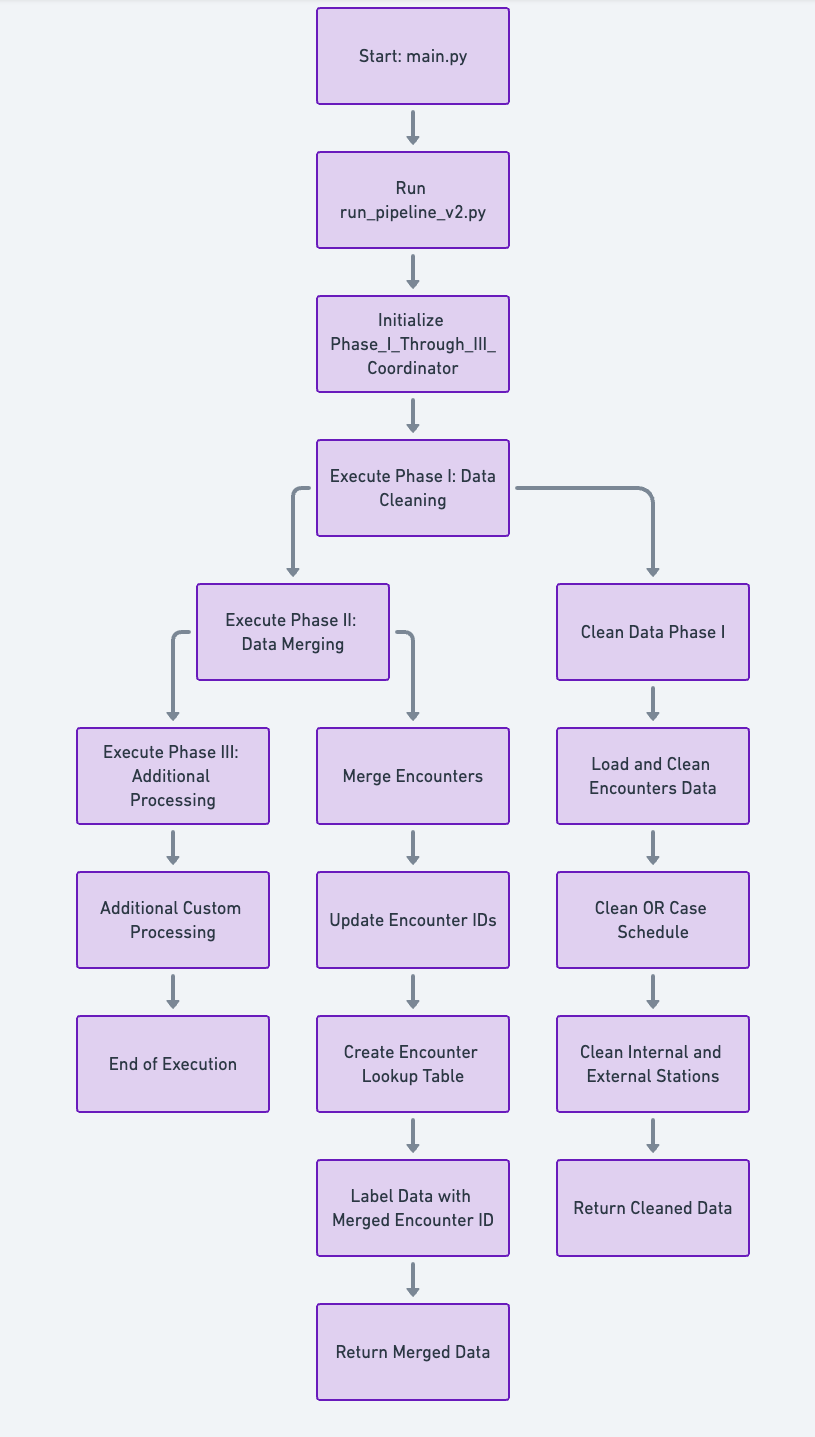 Start: main.py
Run
run_pipeline_v2.py
Initialize
Phase_I_Through_III_
Coordinator
Execute Phase I: Data
Cleaning
Execute Phase II:
Data Merging
Clean Data Phase I
Execute Phase III:
Additional
Processing
Merge Encounters
Load and Clean
Encounters Data
Additional Custom
Processing
Update Encounter IDs
Clean OR Case
Schedule
End of Execution
Create Encounter
Lookup Table
Clean Internal and
External Stations
Label Data with
Merged Encounter ID
Return Cleaned Data
Return Merged Data